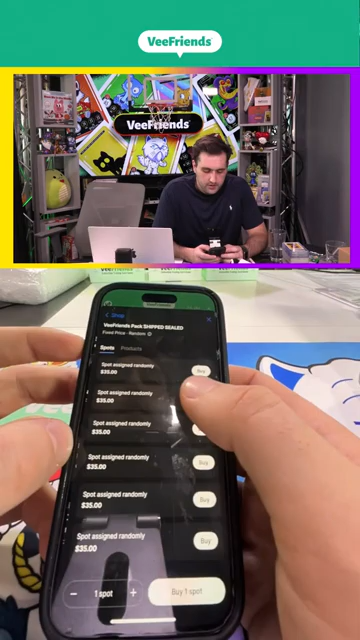 VeeFriends
VeeFriends
Shop
VeeFriends Pack SHIPPED SEALED
Fixed Price - Random
Spots
Products
Spot assigned randomly
$35.00
Buy
Spot assigned randomly
$35.00
Spot assigned randomly
$35.00
Spot assigned randomly
$35.00
Buy
Spot assigned randomly
$35.00
Buy
Spot assigned randomly
$35.00
Buy
− 1 spot +
Buy 1 spot